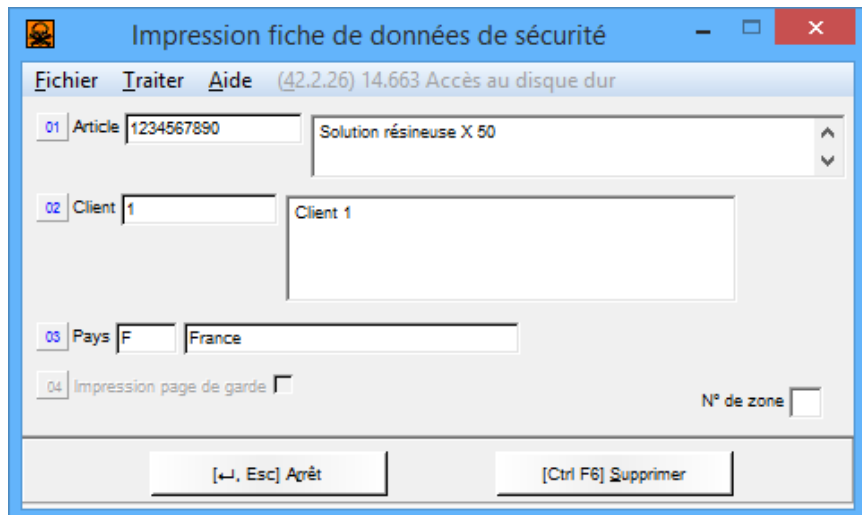 Impression fiche de données de sécurité
Fichier Traiter Aide (42.2.26) 14.663 Accès au disque dur
01 Article 1234567890 Solution résineuse X 50
02 Client 1 Client 1
03 Pays F France
04 Impression page de garde
N° de zone
[↵, Esc] Arrêt [Ctrl F6] Supprimer